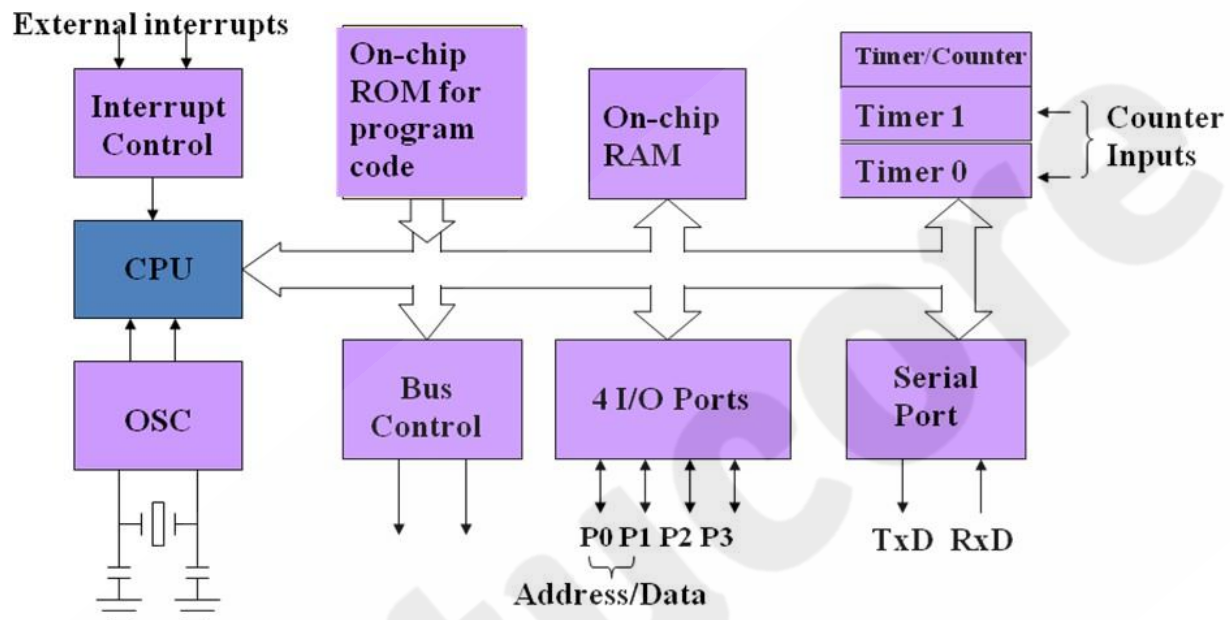 External interrupts
Interrupt
Control
CPU
OSC
On-chip
ROM for
program
code
On-chip
RAM
Timer/Counter
Timer 1
Timer 0
Counter
Inputs
Bus
Control
4 I/O Ports
P0 P1 P2 P3
Address/Data
Serial
Port
TxD RxD